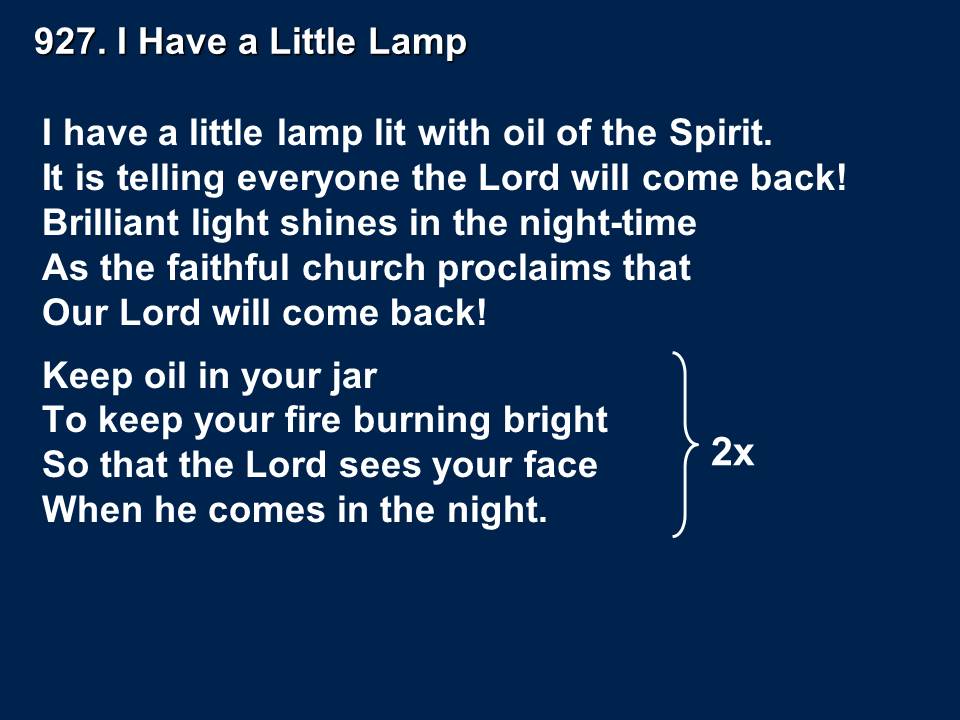 927. I Have a Little Lamp
I have a little lamp lit with oil of the Spirit.
It is telling everyone the Lord will come back!
Brilliant light shines in the night-time
As the faithful church proclaims that
Our Lord will come back!
Keep oil in your jar
To keep your fire burning bright
So that the Lord sees your face
When he comes in the night.
2x